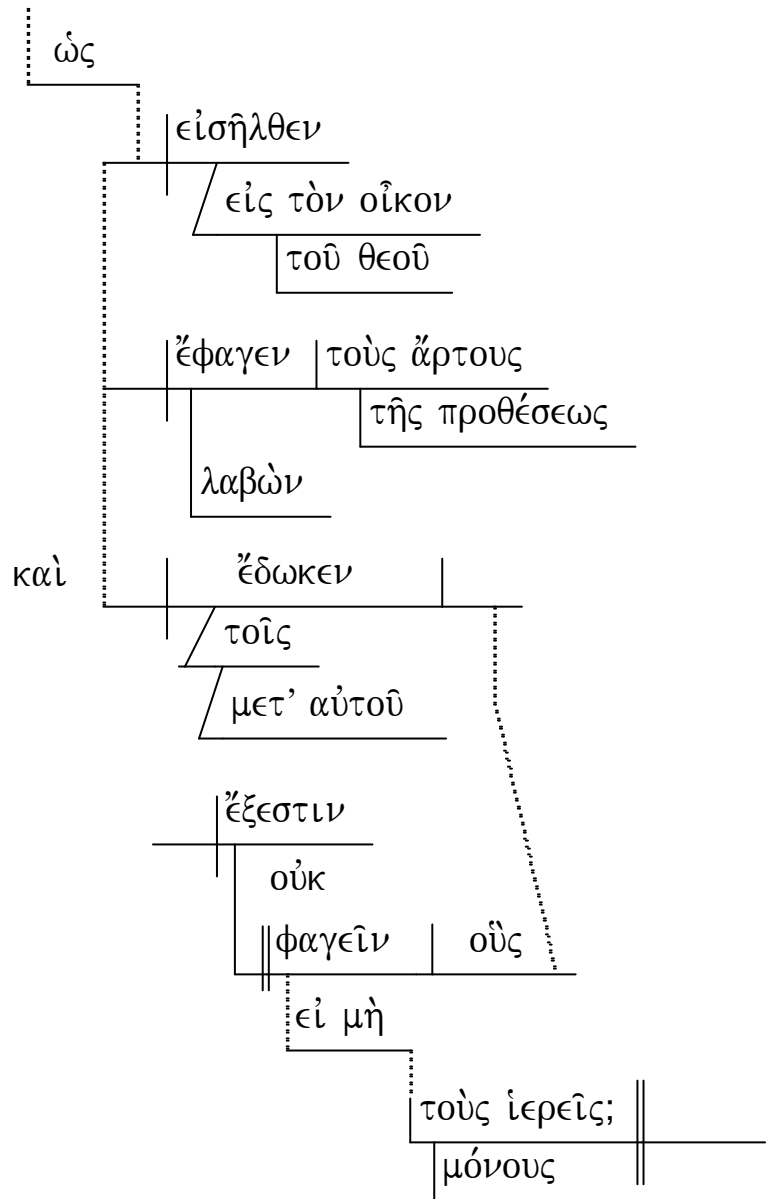 ὡς
εἰσῆλθεν
εἰς τὸν οἶκον
τοῦ θεοῦ
ἔφαγεν τοὺς ἄρτους
τῆς προθέσεως
λαβὼν
καὶ ἔδωκεν
τοῖς
μετ’ αὐτοῦ
ἔξεστιν
οὐκ
φαγεῖν οὓς
εἰ μὴ
τοὺς ἱερεῖς;
μόνους